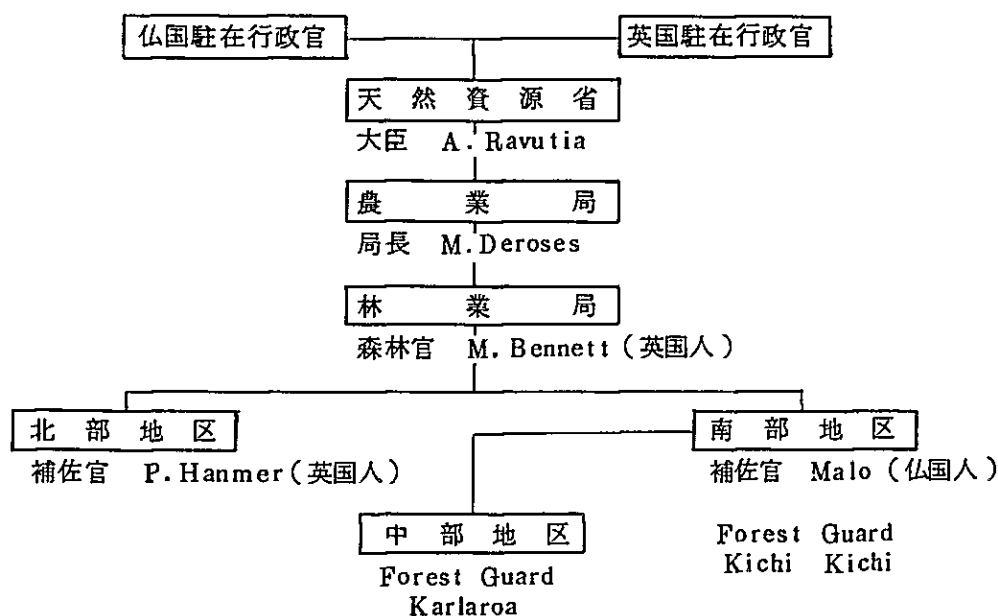 仏国駐在行政官 英国駐在行政官
天然資源省
大臣 A. Ravutia
農業局
局長 M. Deroses
林業局
森林官 M. Bennett (英国人)
北部地区 南部地区
補佐官 P. Hanmer (英国人) 補佐官 Malo (仏国人)
中部地区
Forest Guard
Kichi Kichi
Forest Guard
Karlaroa